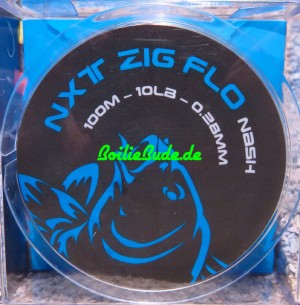 NXT ZIG FLO
NASH
100M - 10LB - 0.28MM
BoilieBude.de